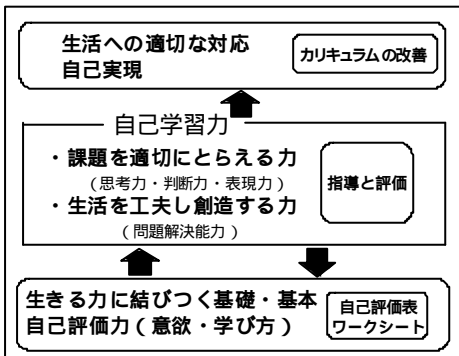 生活への適切な対応
自己実現
カリキュラムの改善
自己学習力
・課題を適切にとらえる力
(思考力・判断力・表現力)
・生活を工夫し創造する力
(問題解決能力)
指導と評価
生きる力に結びつく基礎・基本
自己評価力(意欲・学び方)
自己評価表
ワークシート